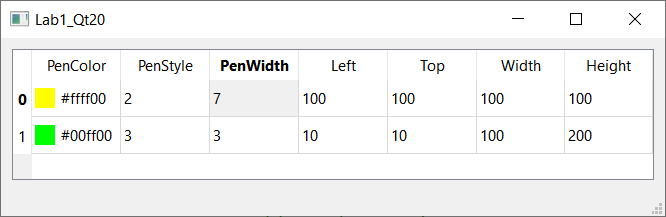 Lab1_Qt20
PenColor PenStyle PenWidth Left Top Width Height
0 #ffff00 2 7 100 100 100 100
1 #00ff00 3 3 10 10 100 200